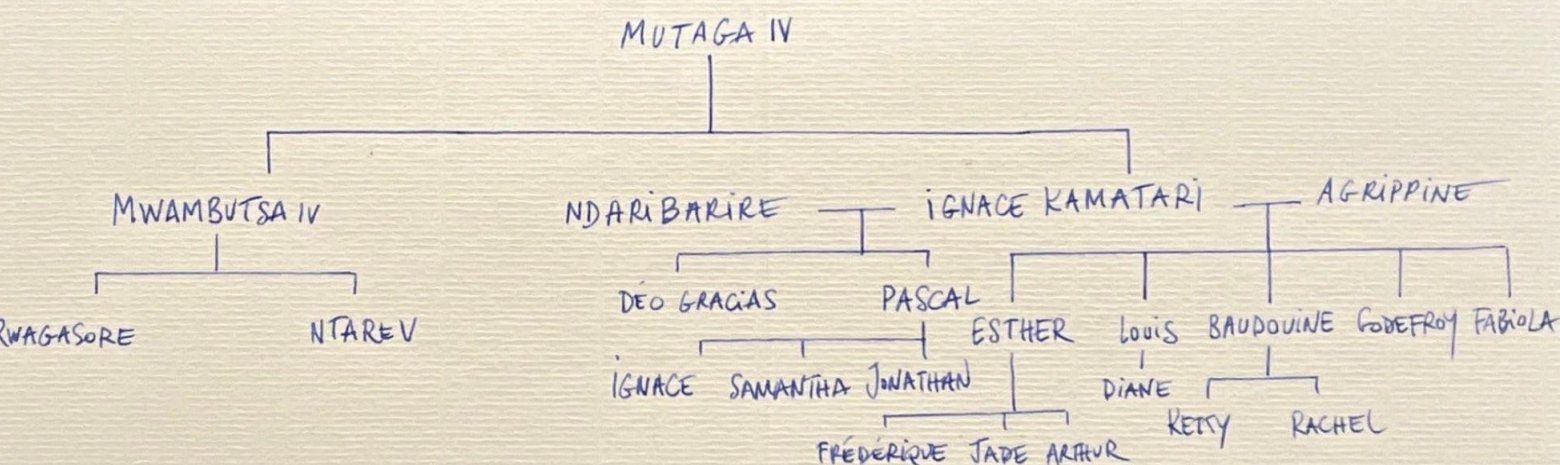 MUTAGA IV
MWAMBUTSA IV NDARIBARIRE IGNACE KAMATARI AGRIPPINE
RWAGASORE NTARE V DÉO GRACIAS PASCAL ESTHER LOUIS BAUDOUINE GODEFROY FABIOLA
IGNACE SAMANTHA JONATHAN DIANE
KETTY RACHEL
FRÉDÉRIQUE JADE ARTHUR